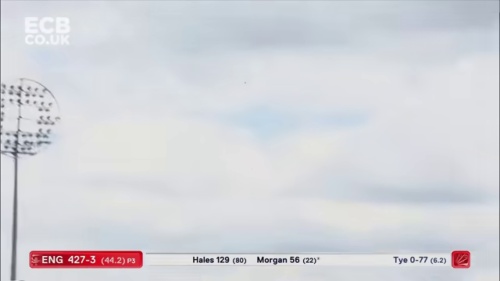 ECB
CO.UK
ENG 427-3 (44.2) P3 Hales 129 (80) Morgan 56 (22)* Tye 0-77 (6.2)